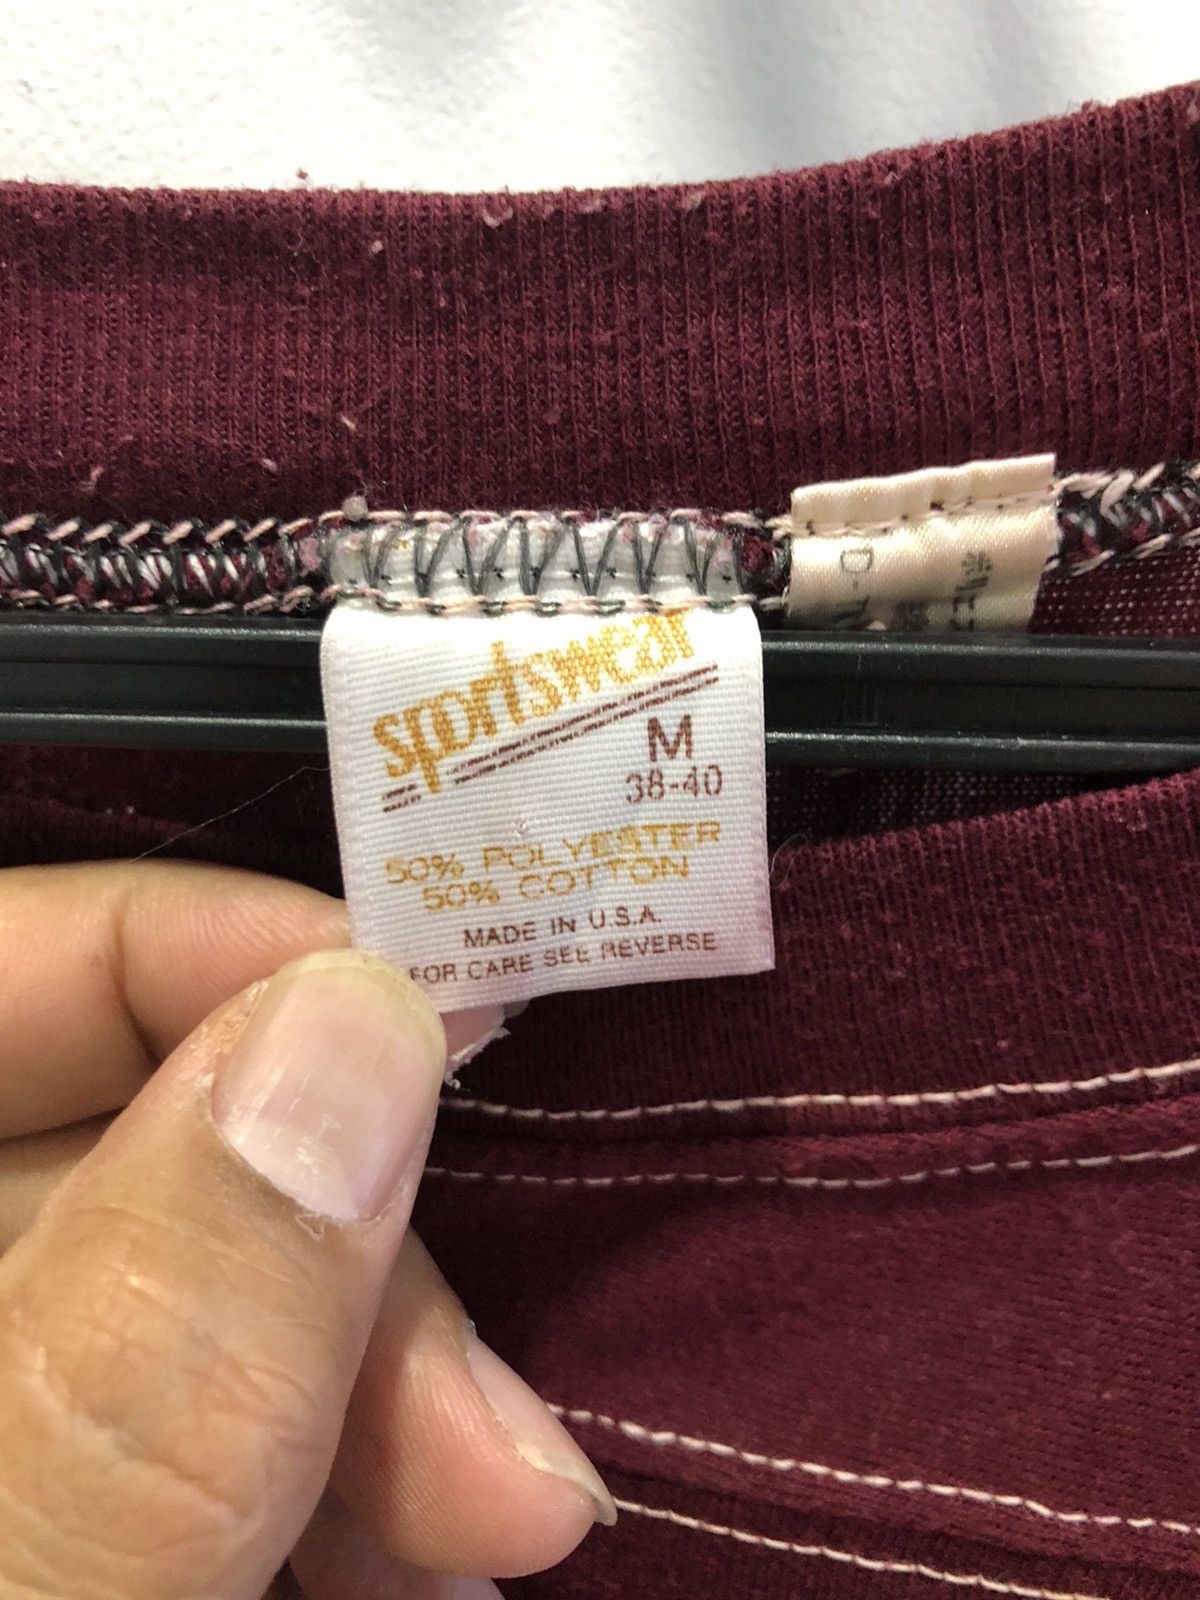 sportswear
M
38-40
50% POLYESTER
50% COTTON
MADE IN U.S.A.
FOR CARE SEE REVERSE